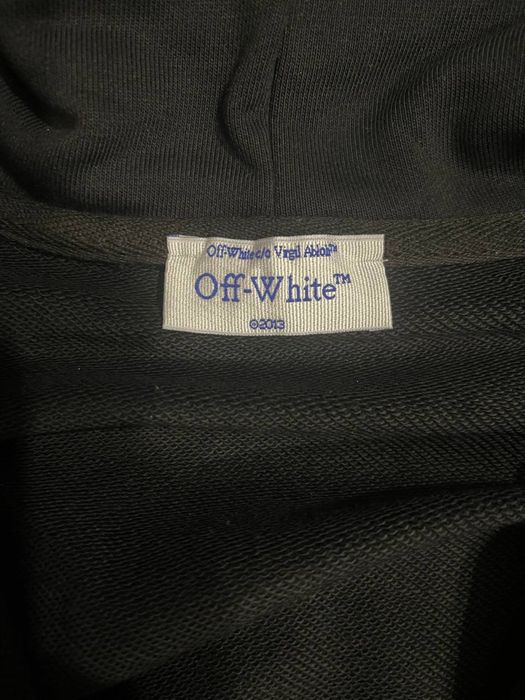 Off-White c/o Virgil Abloh™
Off-White™
©2013